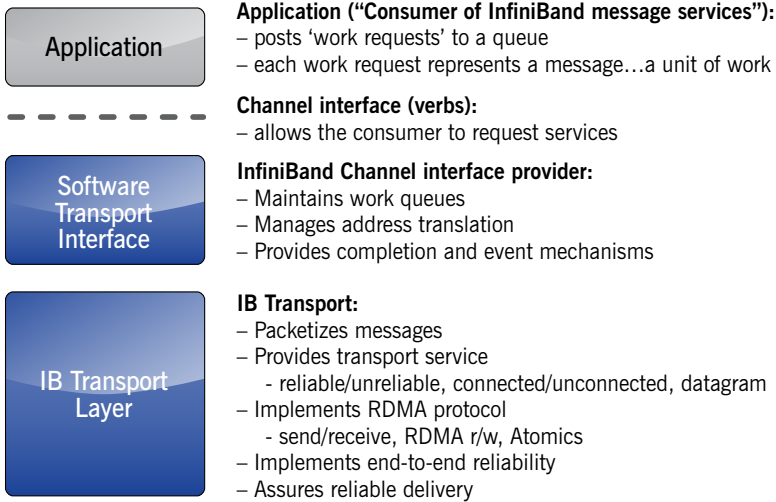 Application
Application (“Consumer of InfiniBand message services”):
– posts ‘work requests’ to a queue
– each work request represents a message…a unit of work
Channel interface (verbs):
– allows the consumer to request services
Software
Transport
Interface
InfiniBand Channel interface provider:
– Maintains work queues
– Manages address translation
– Provides completion and event mechanisms
IB Transport
Layer
IB Transport:
– Packetizes messages
– Provides transport service
- reliable/unreliable, connected/unconnected, datagram
– Implements RDMA protocol
- send/receive, RDMA r/w, Atomics
– Implements end-to-end reliability
– Assures reliable delivery